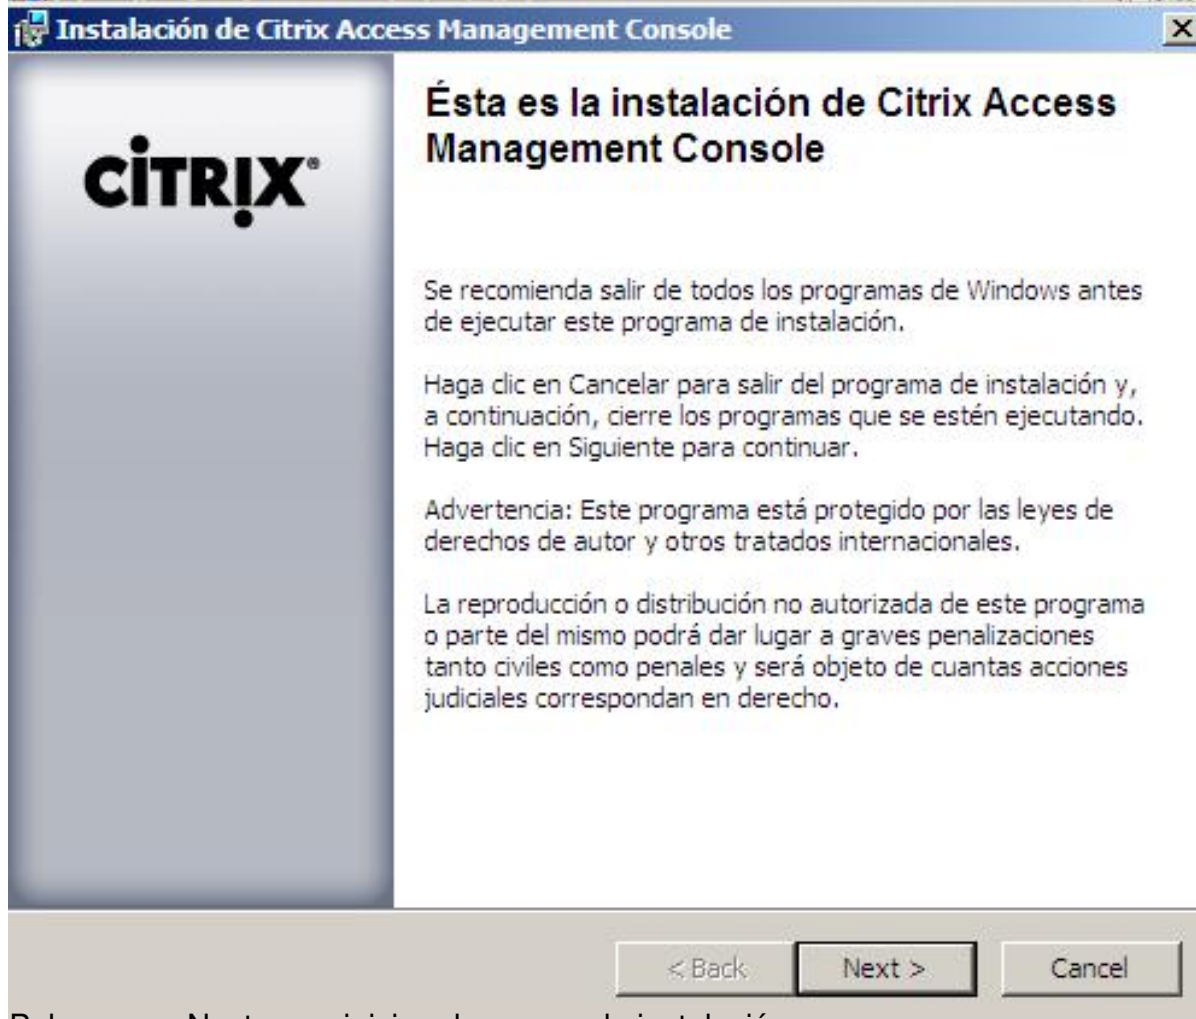 Instalación de Citrix Access Management Console
CITRIX®
Ésta es la instalación de Citrix Access
Management Console
Se recomienda salir de todos los programas de Windows antes
de ejecutar este programa de instalación.
Haga clic en Cancelar para salir del programa de instalación y,
a continuación, cierre los programas que se estén ejecutando.
Haga clic en Siguiente para continuar.
Advertencia: Este programa está protegido por las leyes de
derechos de autor y otros tratados internacionales.
La reproducción o distribución no autorizada de este programa
o parte del mismo podrá dar lugar a graves penalizaciones
tanto civiles como penales y será objeto de cuantas acciones
judiciales correspondan en derecho.
< Back
Next >
Cancel